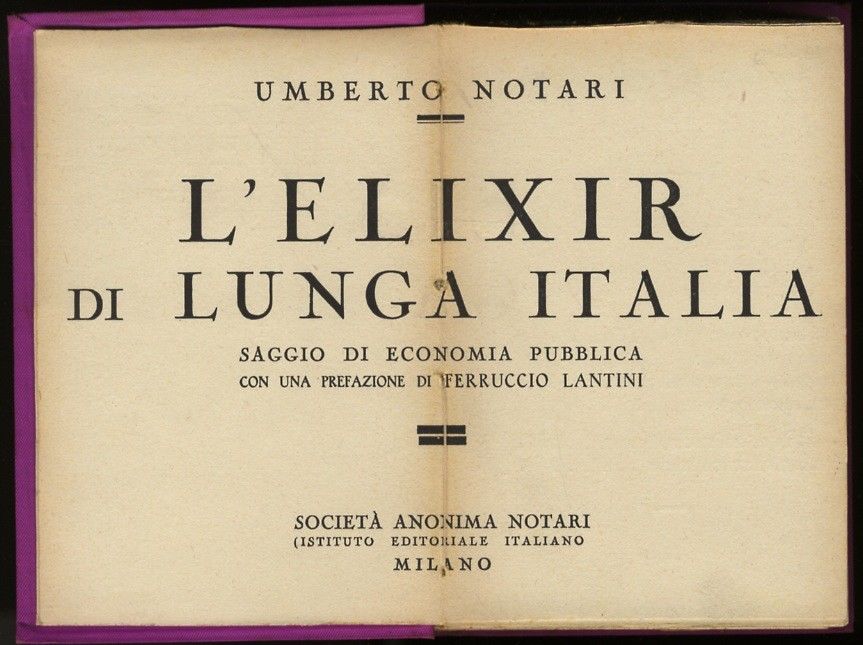 UMBERTO NOTARI
L'ELIXIR
DI LUNGA ITALIA
SAGGIO DI ECONOMIA PUBBLICA
CON UNA PREFAZIONE DI FERRUCCIO LANTINI
SOCIETÀ ANONIMA NOTARI
(ISTITUTO EDITORIALE ITALIANO
MILANO